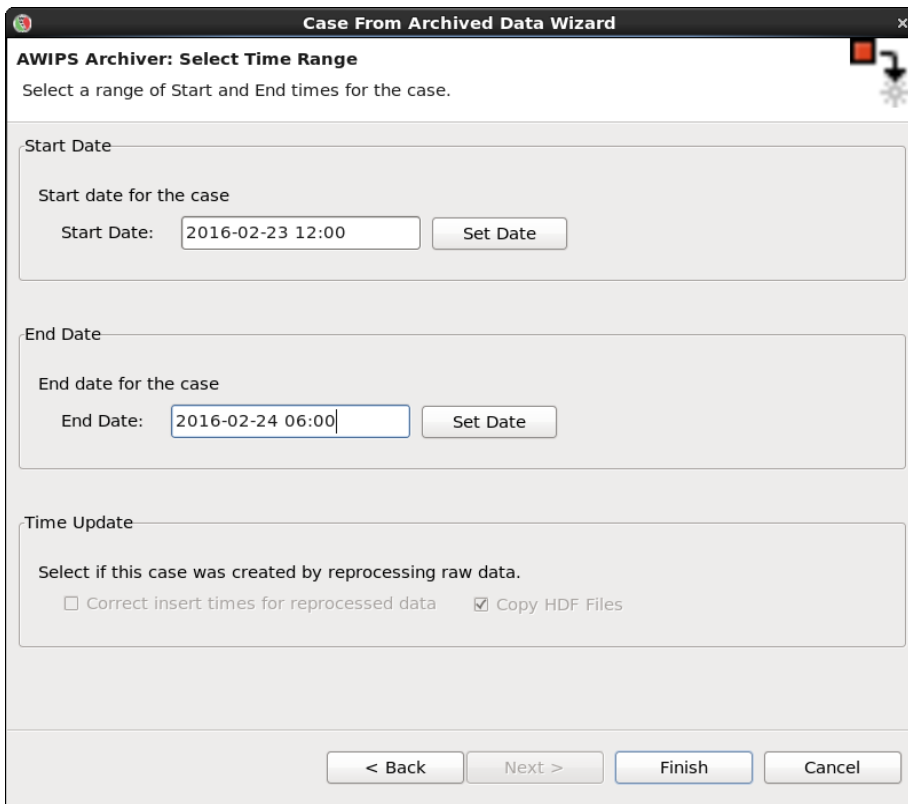 Case From Archived Data Wizard
AWIPS Archiver: Select Time Range
Select a range of Start and End times for the case.
Start Date
Start date for the case
Start Date: 2016-02-23 12:00 Set Date
End Date
End date for the case
End Date: 2016-02-24 06:00 Set Date
Time Update
Select if this case was created by reprocessing raw data.
Correct insert times for reprocessed data Copy HDF Files
< Back Next > Finish Cancel